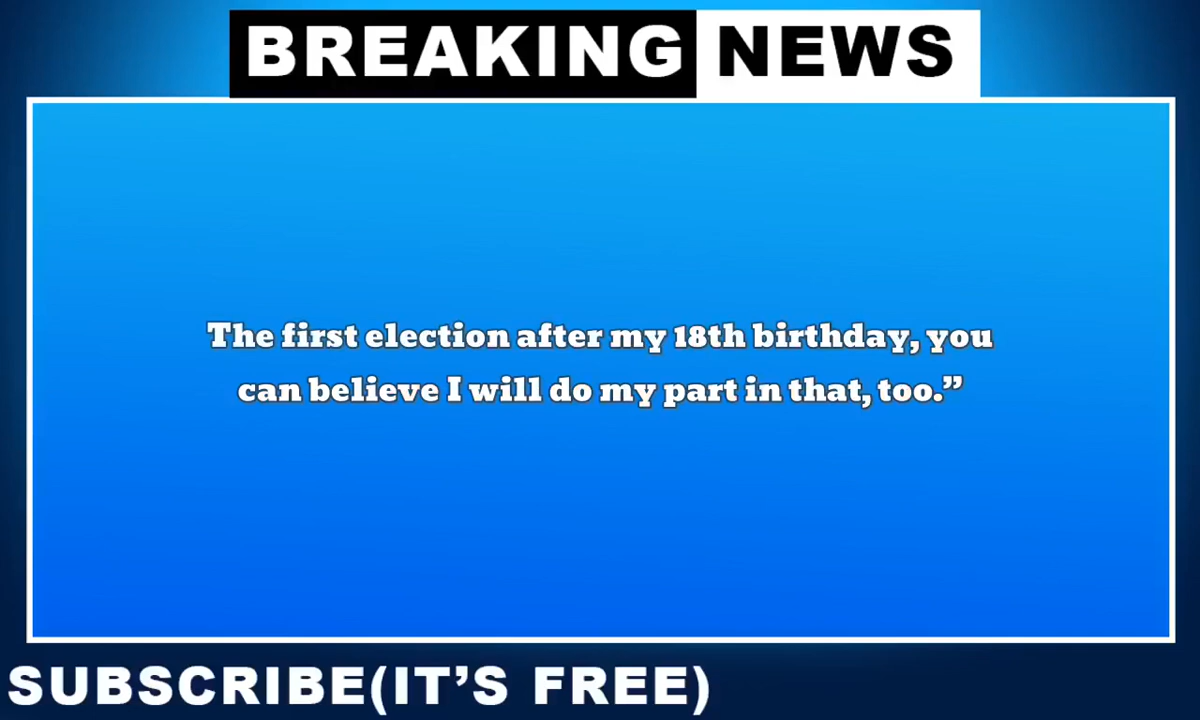 BREAKING NEWS
The first election after my 18th birthday, you
can believe I will do my part in that, too.”
SUBSCRIBE(IT’S FREE)